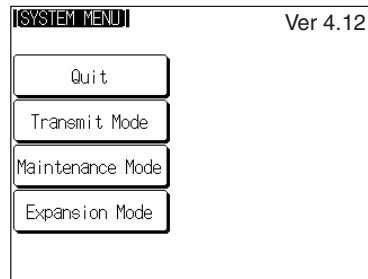 [SYSTEM MENU] Ver 4.12
Quit
Transmit Mode
Maintenance Mode
Expansion Mode